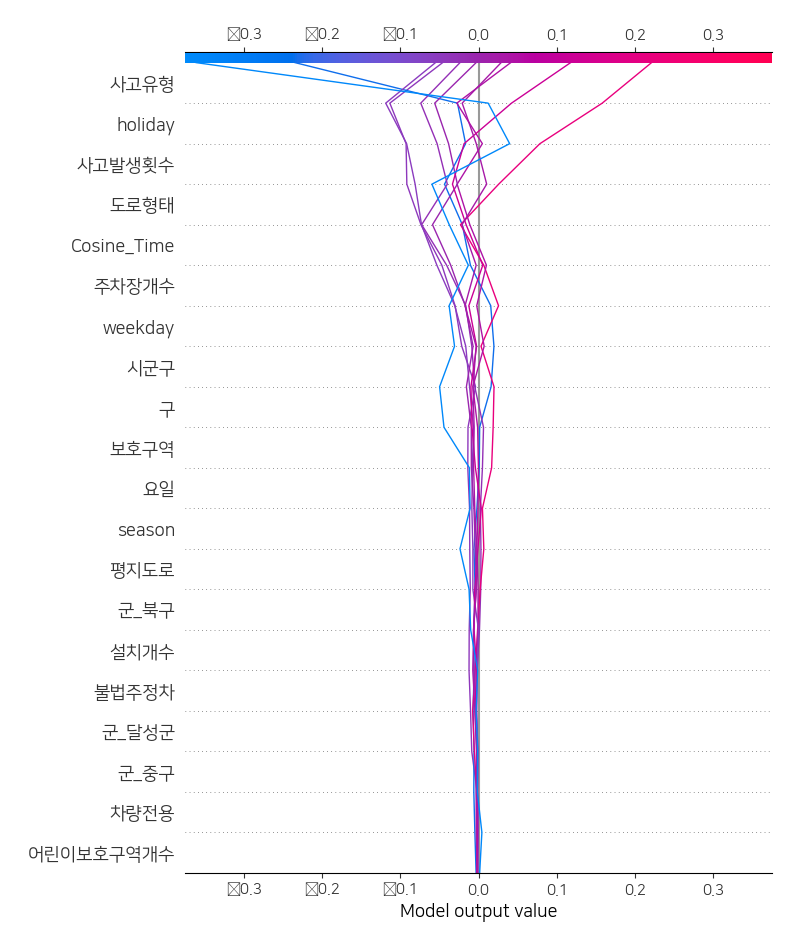 ☒0.3 ☒0.2 ☒0.1 0.0 0.1 0.2 0.3
사고유형
holiday
사고발생횟수
도로형태
Cosine_Time
주차장개수
weekday
시군구
구
보호구역
요일
season
평지도로
군_북구
설치개수
불법주정차
군_달성군
군_중구
차량전용
어린이보호구역개수
☒0.3 ☒0.2 ☒0.1 0.0 0.1 0.2 0.3
Model output value